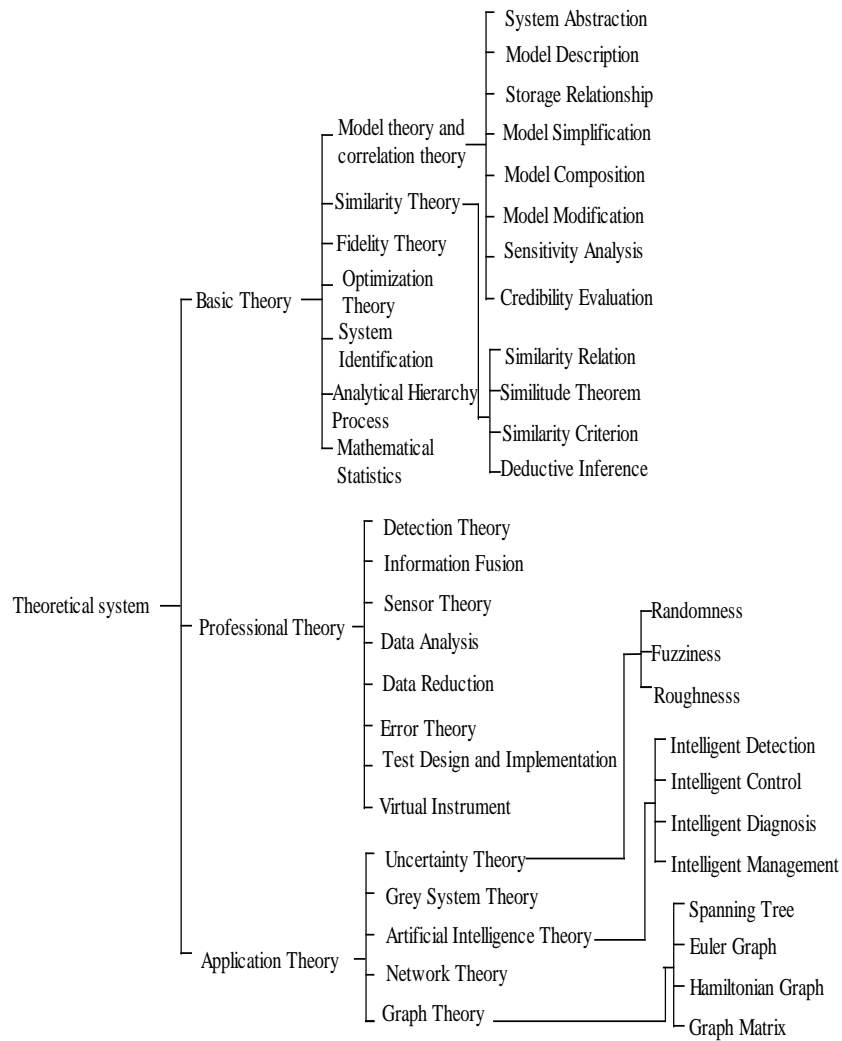 System Abstraction
Model Description
Storage Relationship
Model theory and
correlation theory
Model Simplification
Model Composition
Similarity Theory
Model Modification
Fidelity Theory
Sensitivity Analysis
Optimization
Theory
Basic Theory
Credibility Evaluation
System
Identification
Similarity Relation
Analytical Hierarchy
Process
Similitude Theorem
Similarity Criterion
Mathematical
Statistics
Deductive Inference
Theoretical system
Professional Theory
Detection Theory
Information Fusion
Sensor Theory
Data Analysis
Data Reduction
Error Theory
Test Design and Implementation
Virtual Instrument
Randomness
Fuzziness
Roughnesss
Application Theory
Uncertainty Theory
Grey System Theory
Artificial Intelligence Theory
Network Theory
Graph Theory
Intelligent Detection
Intelligent Control
Intelligent Diagnosis
Intelligent Management
Spanning Tree
Euler Graph
Hamiltonian Graph
Graph Matrix